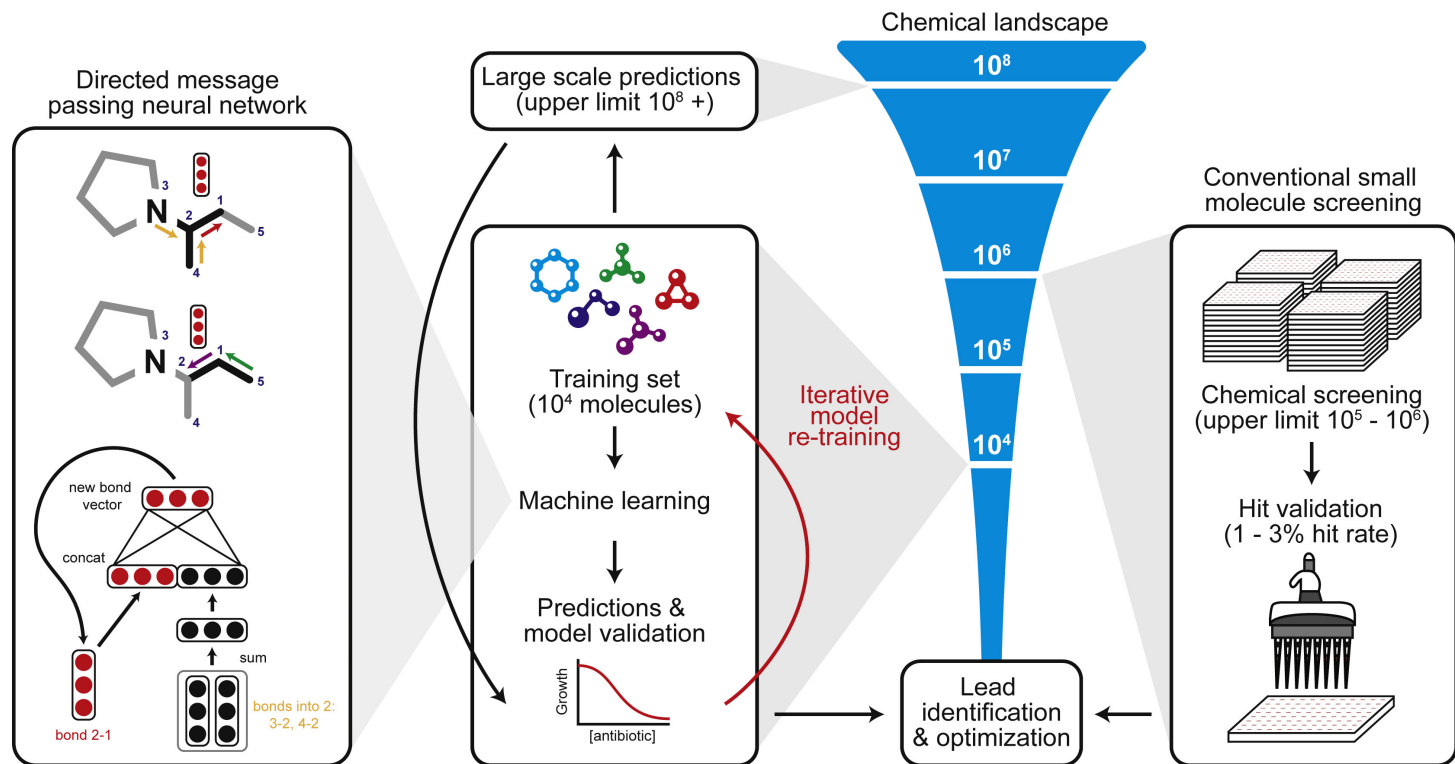 Directed message
passing neural network
3
1
2
N
5
4
3
1
2
N
5
4
new bond
vector
concat
sum
bond 2-1
bonds into 2:
3-2, 4-2
Large scale predictions
(upper limit 10⁸ +)
Training set
(10⁴ molecules)
Machine learning
Predictions &
model validation
Growth
[antibiotic]
Iterative
model
re-training
Chemical landscape
10⁸
10⁷
10⁶
10⁵
10⁴
Lead
identification
& optimization
Conventional small
molecule screening
Chemical screening
(upper limit 10⁵ - 10⁶)
Hit validation
(1 - 3% hit rate)